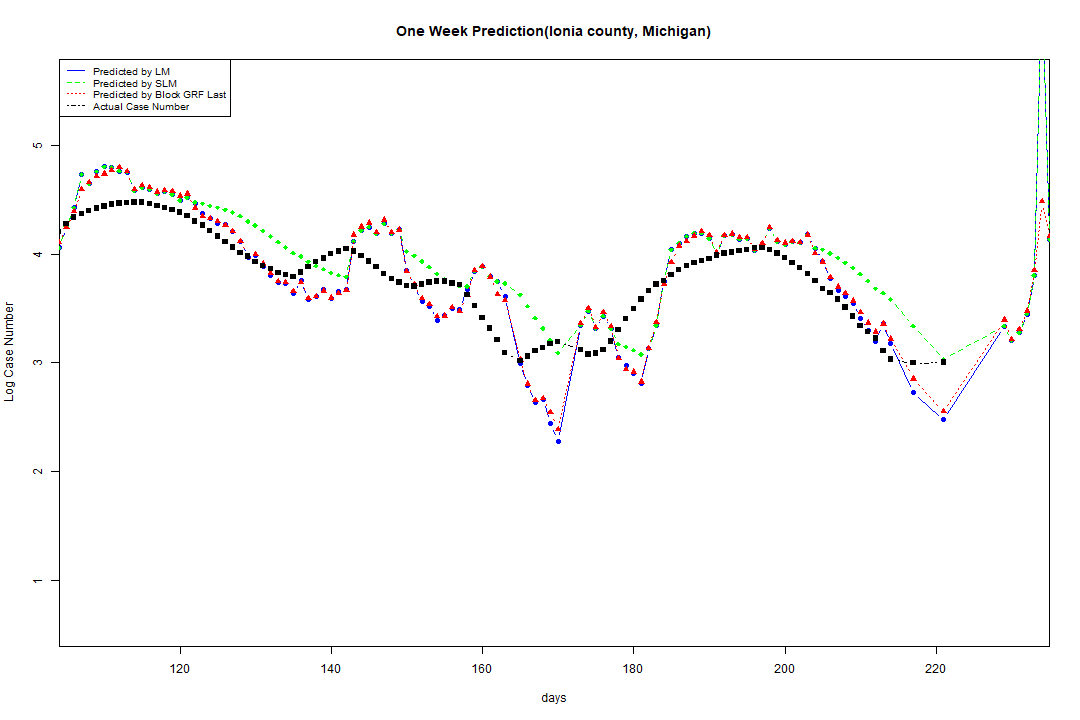 One Week Prediction(Ionia county, Michigan)
Predicted by LM
Predicted by SLM
Predicted by Block GRF Last
Actual Case Number
5
4
3
2
1
Log Case Number
120 140 160 180 200 220
days